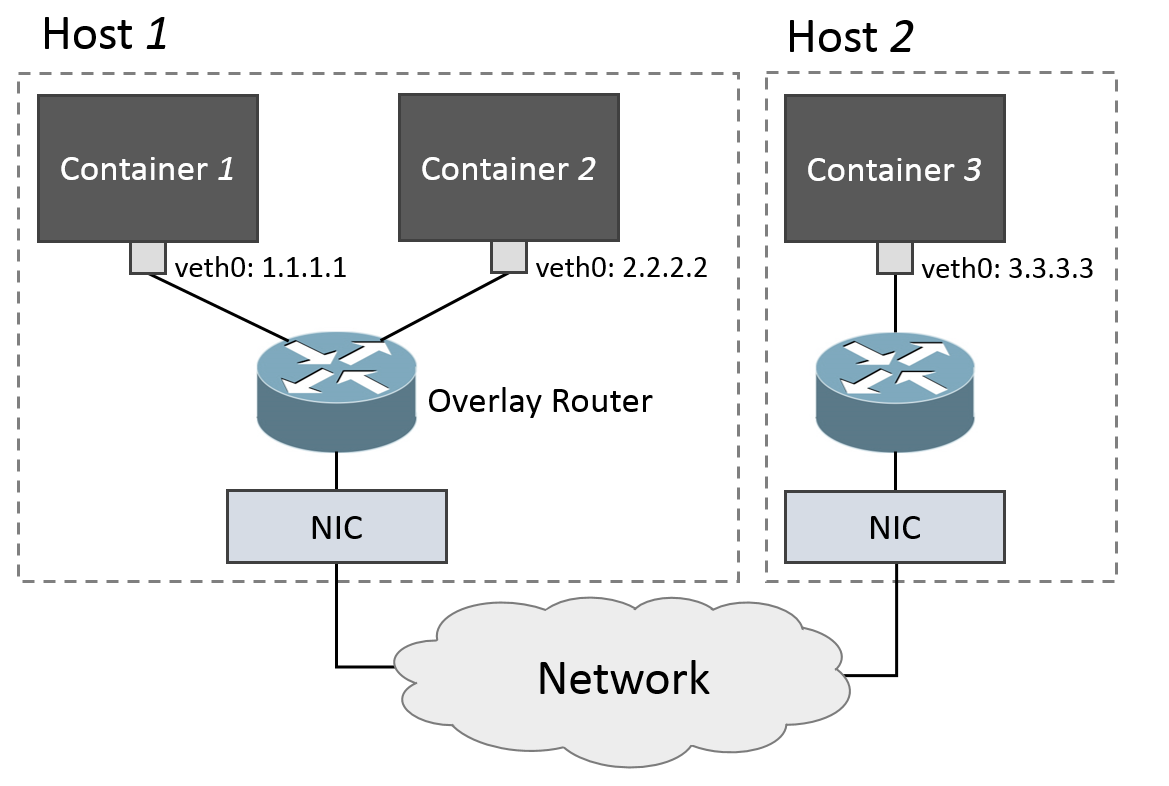 Host 1
Host 2
Container 1
Container 2
Container 3
veth0: 1.1.1.1
veth0: 2.2.2.2
veth0: 3.3.3.3
Overlay Router
NIC
NIC
Network